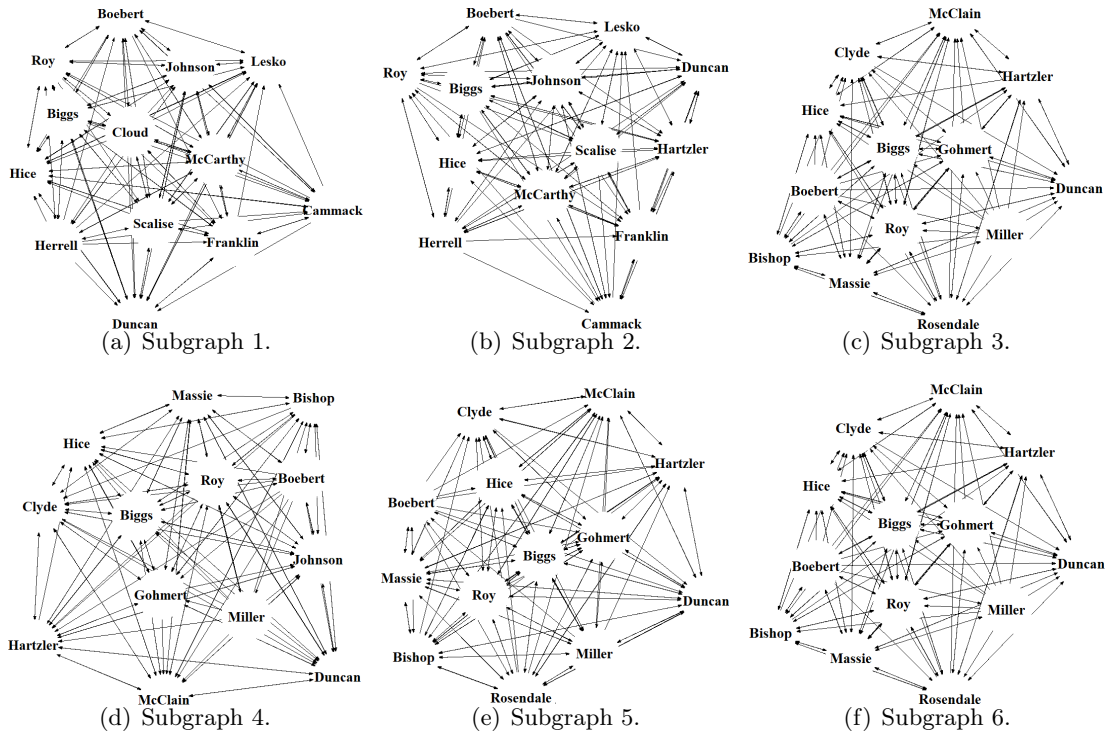 Boebert
Roy
Johnson
Lesko
Biggs
Cloud
McCarthy
Hice
Cammack
Scalise
Herrell
Franklin
Duncan
(a) Subgraph 1.
Boebert
Lesko
Roy
Johnson
Duncan
Biggs
Scalise
Hartzler
Hice
McCarthy
Herrell
Franklin
Cammack
(b) Subgraph 2.
McClain
Clyde
Hartzler
Hice
Biggs
Gohmert
Boebert
Duncan
Roy
Miller
Bishop
Massie
Rosendale
(c) Subgraph 3.
Massie
Bishop
Hice
Roy
Boebert
Clyde
Biggs
Johnson
Gohmert
Miller
Hartzler
Duncan
McClain
(d) Subgraph 4.
McClain
Clyde
Hartzler
Hice
Boebert
Gohmert
Biggs
Massie
Roy
Duncan
Bishop
Miller
Rosendale
(e) Subgraph 5.
McClain
Clyde
Hartzler
Hice
Biggs
Gohmert
Boebert
Duncan
Roy
Miller
Bishop
Massie
Rosendale
(f) Subgraph 6.